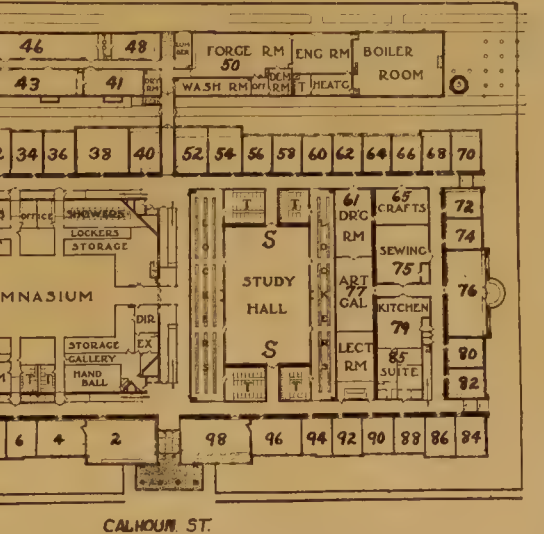 46 48 FORGE RM ENG RM BOILER
50 ROOM
43 41 WASH RM OFF DEM RM T HEATG
34 36 38 40 52 54 56 58 60 62 64 66 68 70
OFFICE SHOWERS T T 61 65 72
LOCKERS DR'G CRAFTS
STORAGE S RM 74
LOCKERS LOCKERS SEWING
MNASIUM STUDY ART 75 76
HALL 77
GAL KITCHEN
DIR 79
STORAGE EX S LECT 85 80
GALLERY RM SUITE
HAND T T 82
BALL
6 4 2 98 96 94 92 90 88 86 84
CALHOUN ST.